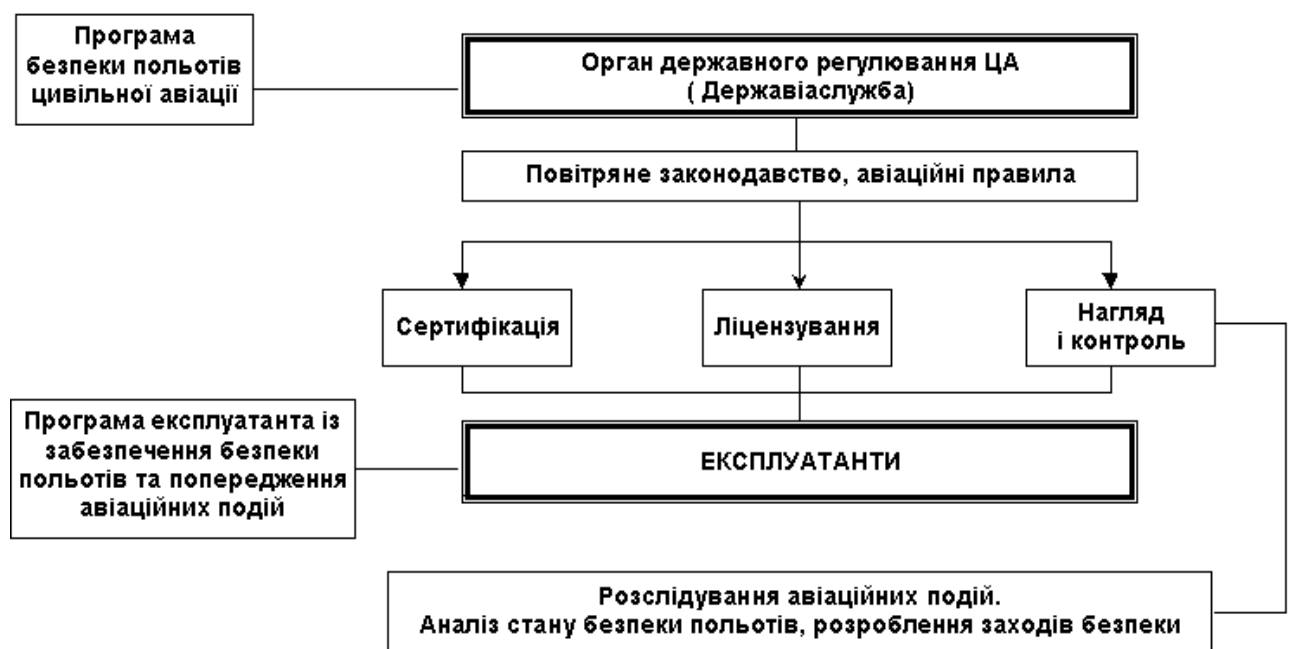 Програма
безпеки польотів
цивільної авіації
Орган державного регулювання ЦА
( Державіаслужба)
Повітряне законодавство, авіаційні правила
Сертифікація
Ліцензування
Нагляд
і контроль
Програма експлуатанта із
забезпечення безпеки
польотів та попередження
авіаційних подій
ЕКСПЛУАТАНТИ
Розслідування авіаційних подій.
Аналіз стану безпеки польотів, розроблення заходів безпеки